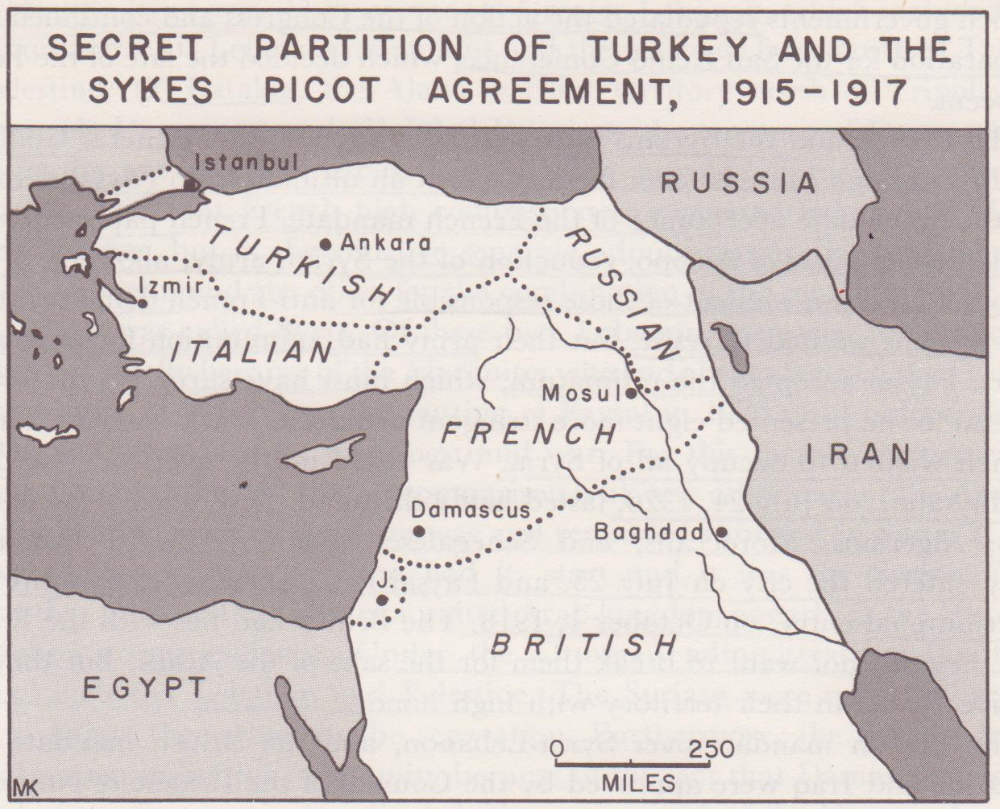 SECRET PARTITION OF TURKEY AND THE
SYKES PICOT AGREEMENT, 1915-1917
Istanbul
RUSSIA
TURKISH
Ankara
RUSSIAN
Izmir
ITALIAN
Mosul
FRENCH
IRAN
Damascus
Baghdad
J.
BRITISH
EGYPT
0 250
MILES
MK